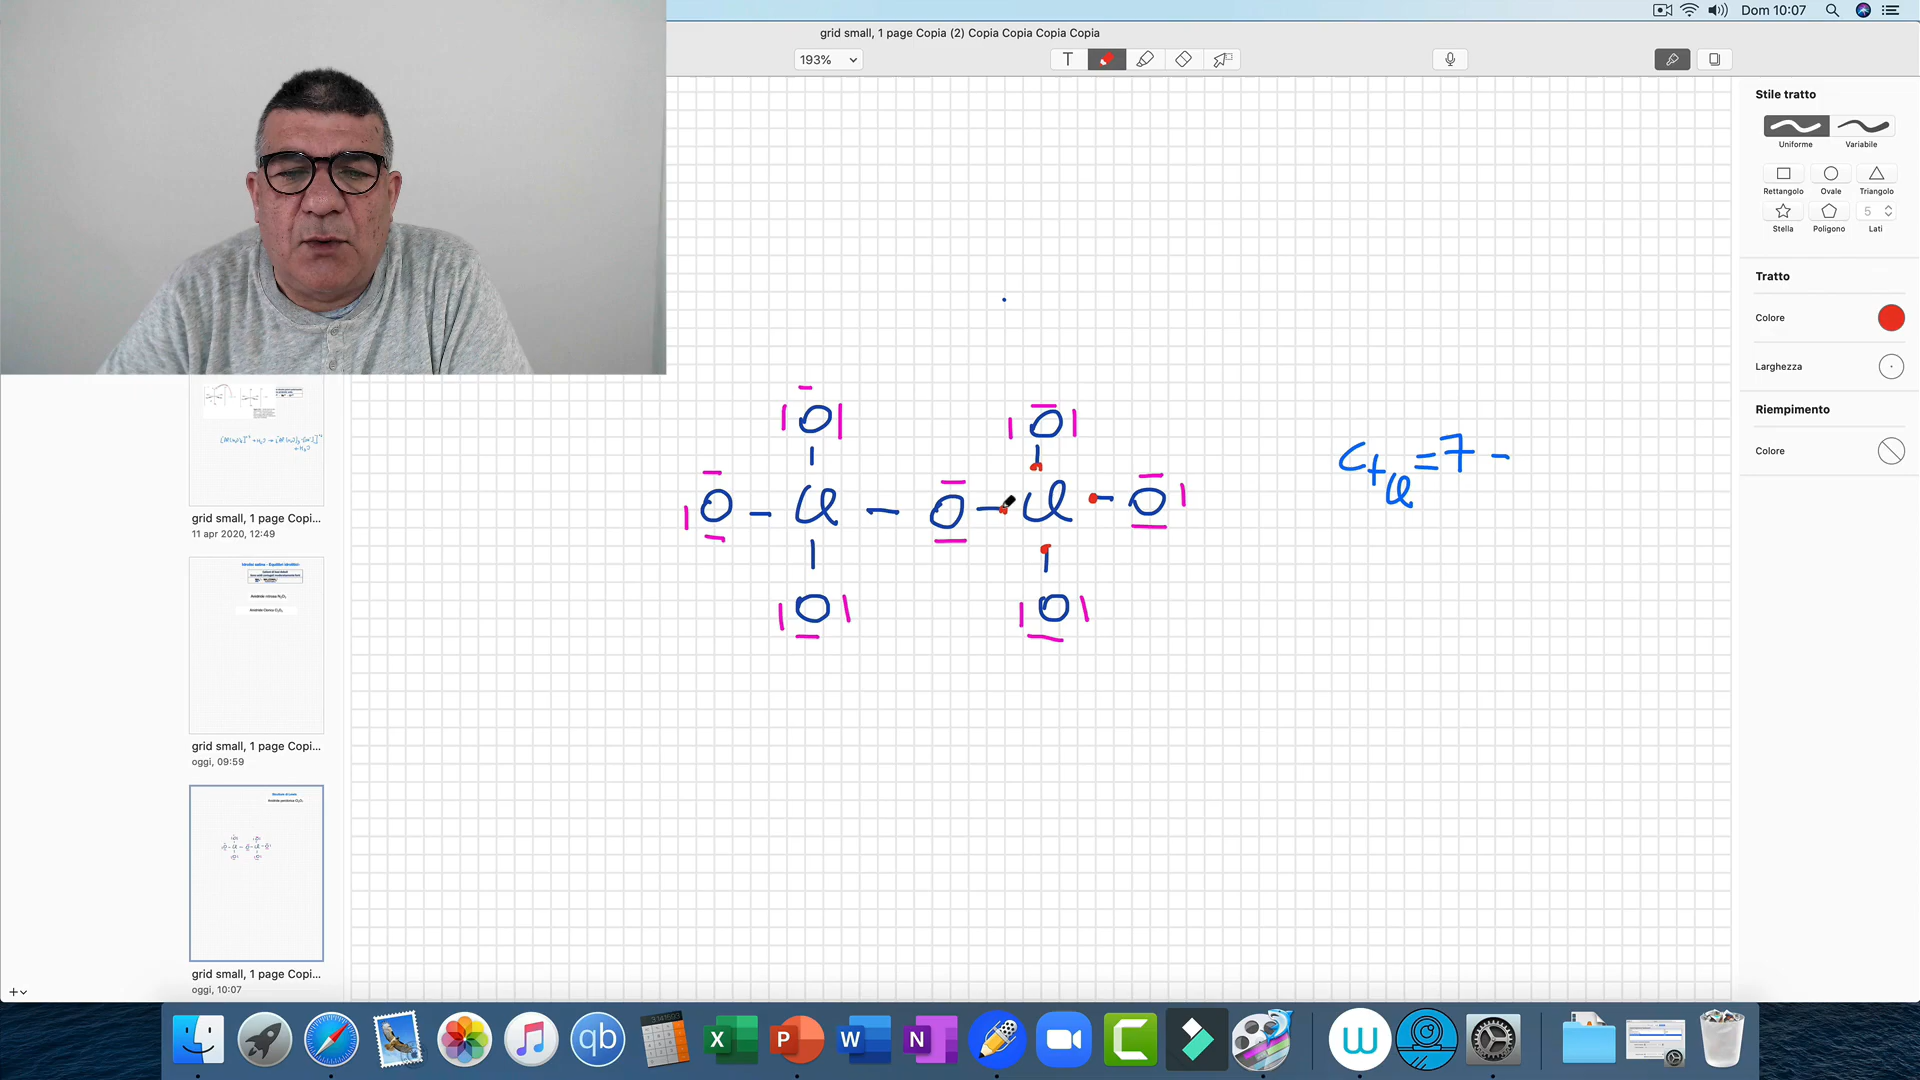 Dom 10:07
grid small, 1 page Copia (2) Copia Copia Copia Copia
193%
T
Stile tratto
Uniforme Variabile
Rettangolo Ovale Triangolo
5
Stella Poligono Lati
Tratto
Colore
Larghezza
Riempimento
Colore
11 apr 2020, 12:49
grid small, 1 page Copi...
oggi, 09:59
grid small, 1 page Copi...
oggi, 10:07
grid small, 1 page Copi...
O O
O - Cl - O - Cl - O
O O
C+Cl = 7 -
qb
X
P
W
N
C
W